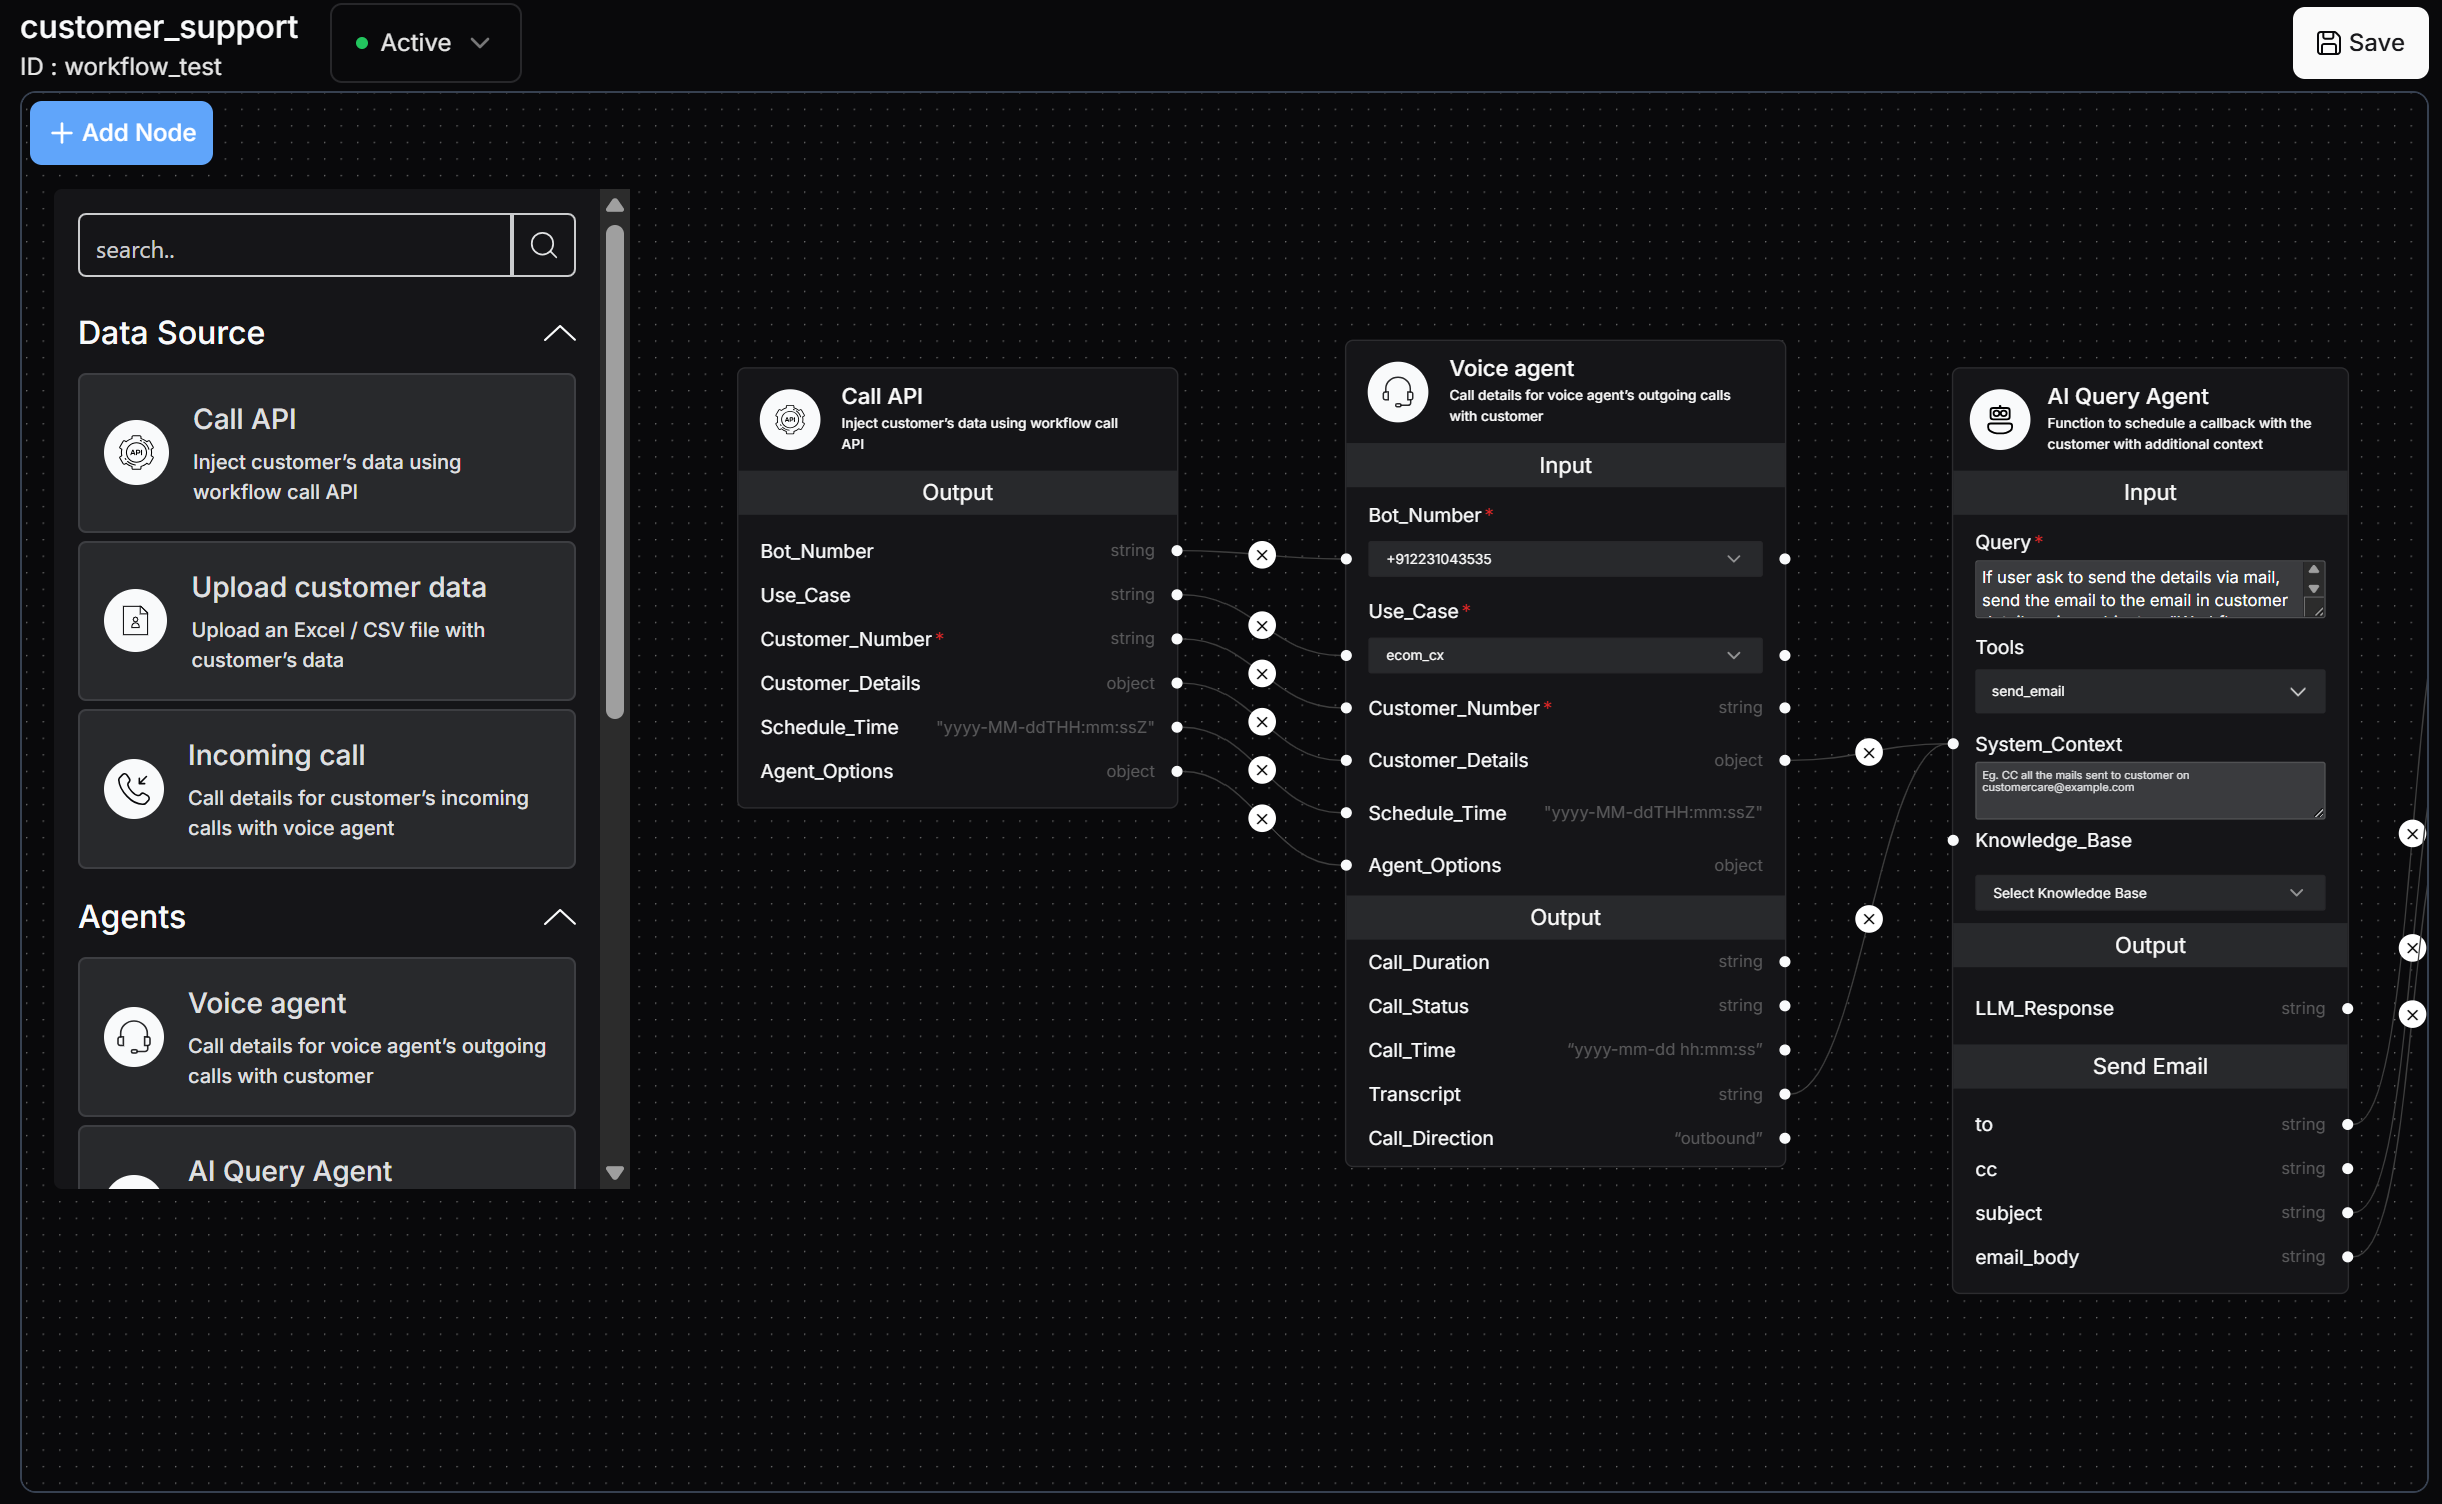 customer_support
ID : workflow_test
Active
Save
Add Node
search..
Data Source
Call API
Inject customer’s data using
workflow call API
Upload customer data
Upload an Excel / CSV file with
customer’s data
Incoming call
Call details for customer’s incoming
calls with voice agent
Agents
Voice agent
Call details for voice agent’s outgoing
calls with customer
AI Query Agent
Call API
Inject customer’s data using workflow call
API
Output
Bot_Number string
Use_Case string
Customer_Number* string
Customer_Details object
Schedule_Time "yyyy-MM-ddTHH:mm:ssZ"
Agent_Options object
Voice agent
Call details for voice agent’s outgoing calls
with customer
Input
Bot_Number*
+912231043535
Use_Case*
ecom_cx
Customer_Number* string
Customer_Details object
Schedule_Time "yyyy-MM-ddTHH:mm:ssZ"
Agent_Options object
Output
Call_Duration string
Call_Status string
Call_Time “yyyy-mm-dd hh:mm:ss”
Transcript string
Call_Direction “outbound”
AI Query Agent
Function to schedule a callback with the
customer with additional context
Input
Query*
If user ask to send the details via mail,
send the email to the email in customer
Tools
send_email
System_Context
Eg. CC all the mails sent to customer on
customercare@example.com
Knowledge_Base
Select Knowledge Base
Output
LLM_Response string
Send Email
to string
cc string
subject string
email_body string